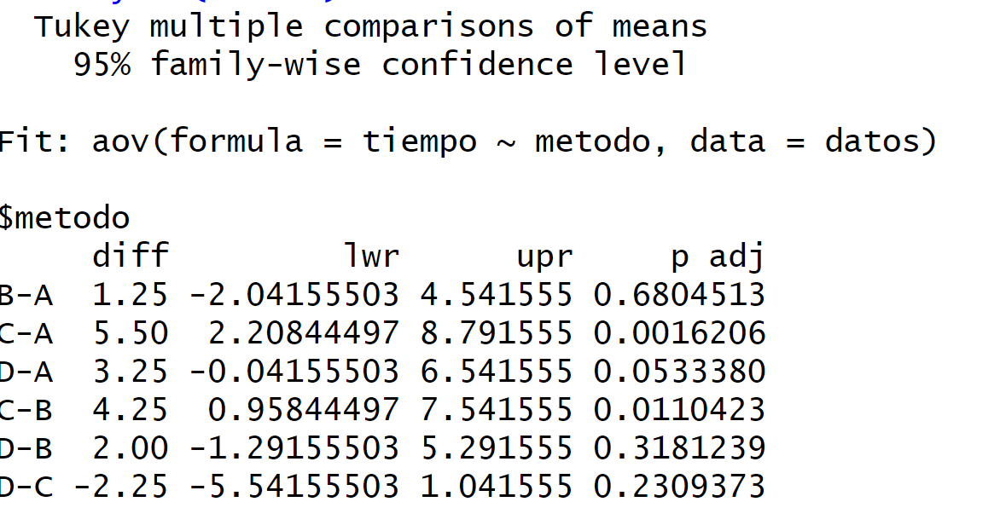 Tukey multiple comparisons of means
95% family-wise confidence level
Fit: aov(formula = tiempo ~ metodo, data = datos)
$metodo
diff lwr upr p adj
B-A 1.25 -2.04155503 4.541555 0.6804513
C-A 5.50 2.20844497 8.791555 0.0016206
D-A 3.25 -0.04155503 6.541555 0.0533380
C-B 4.25 0.95844497 7.541555 0.0110423
D-B 2.00 -1.29155503 5.291555 0.3181239
D-C -2.25 -5.54155503 1.041555 0.2309373